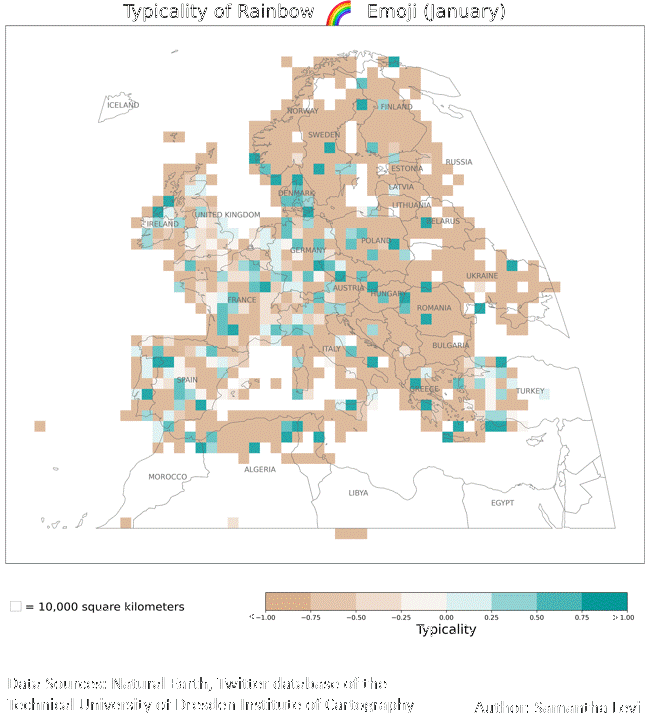 Typicality of Rainbow 🌈 Emoji (January)
ICELAND
NORWAY
FINLAND
SWEDEN
RUSSIA
ESTONIA
LATVIA
DENMARK
LITHUANIA
UNITED KINGDOM
IRELAND
BELARUS
POLAND
GERMANY
UKRAINE
AUSTRIA
HUNGARY
FRANCE
ROMANIA
ITALY
BULGARIA
SPAIN
GREECE
TURKEY
MOROCCO
ALGERIA
LIBYA
EGYPT
= 10,000 square kilometers
<−1.00 −0.75 −0.50 −0.25 0.00 0.25 0.50 0.75 >1.00
Typicality
Data Sources: Natural Earth, Twitter database of the
Technical University of Dresden Institute of Cartography
Author: Samantha Levi